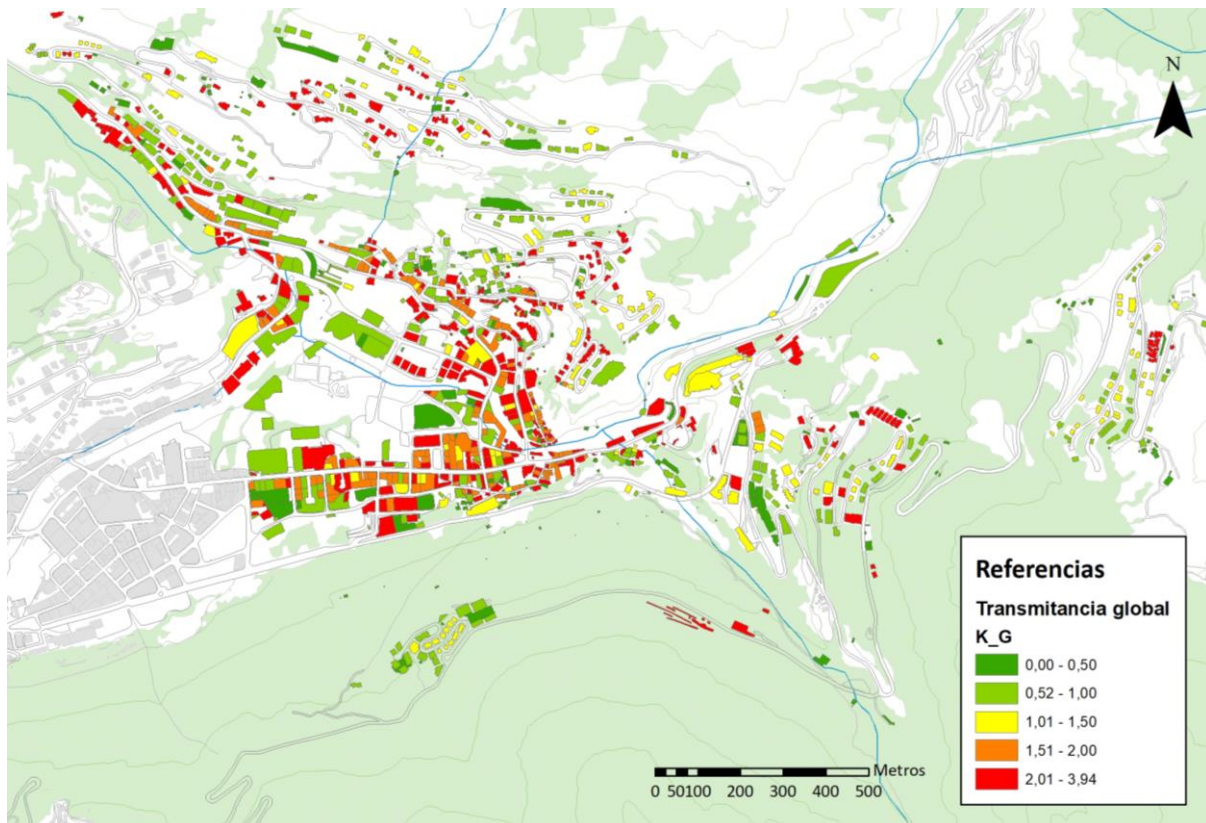 N
Referencias
Transmitancia global
K_G
0,00 - 0,50
0,52 - 1,00
1,01 - 1,50
1,51 - 2,00
2,01 - 3,94
Metros
0 50100 200 300 400 500